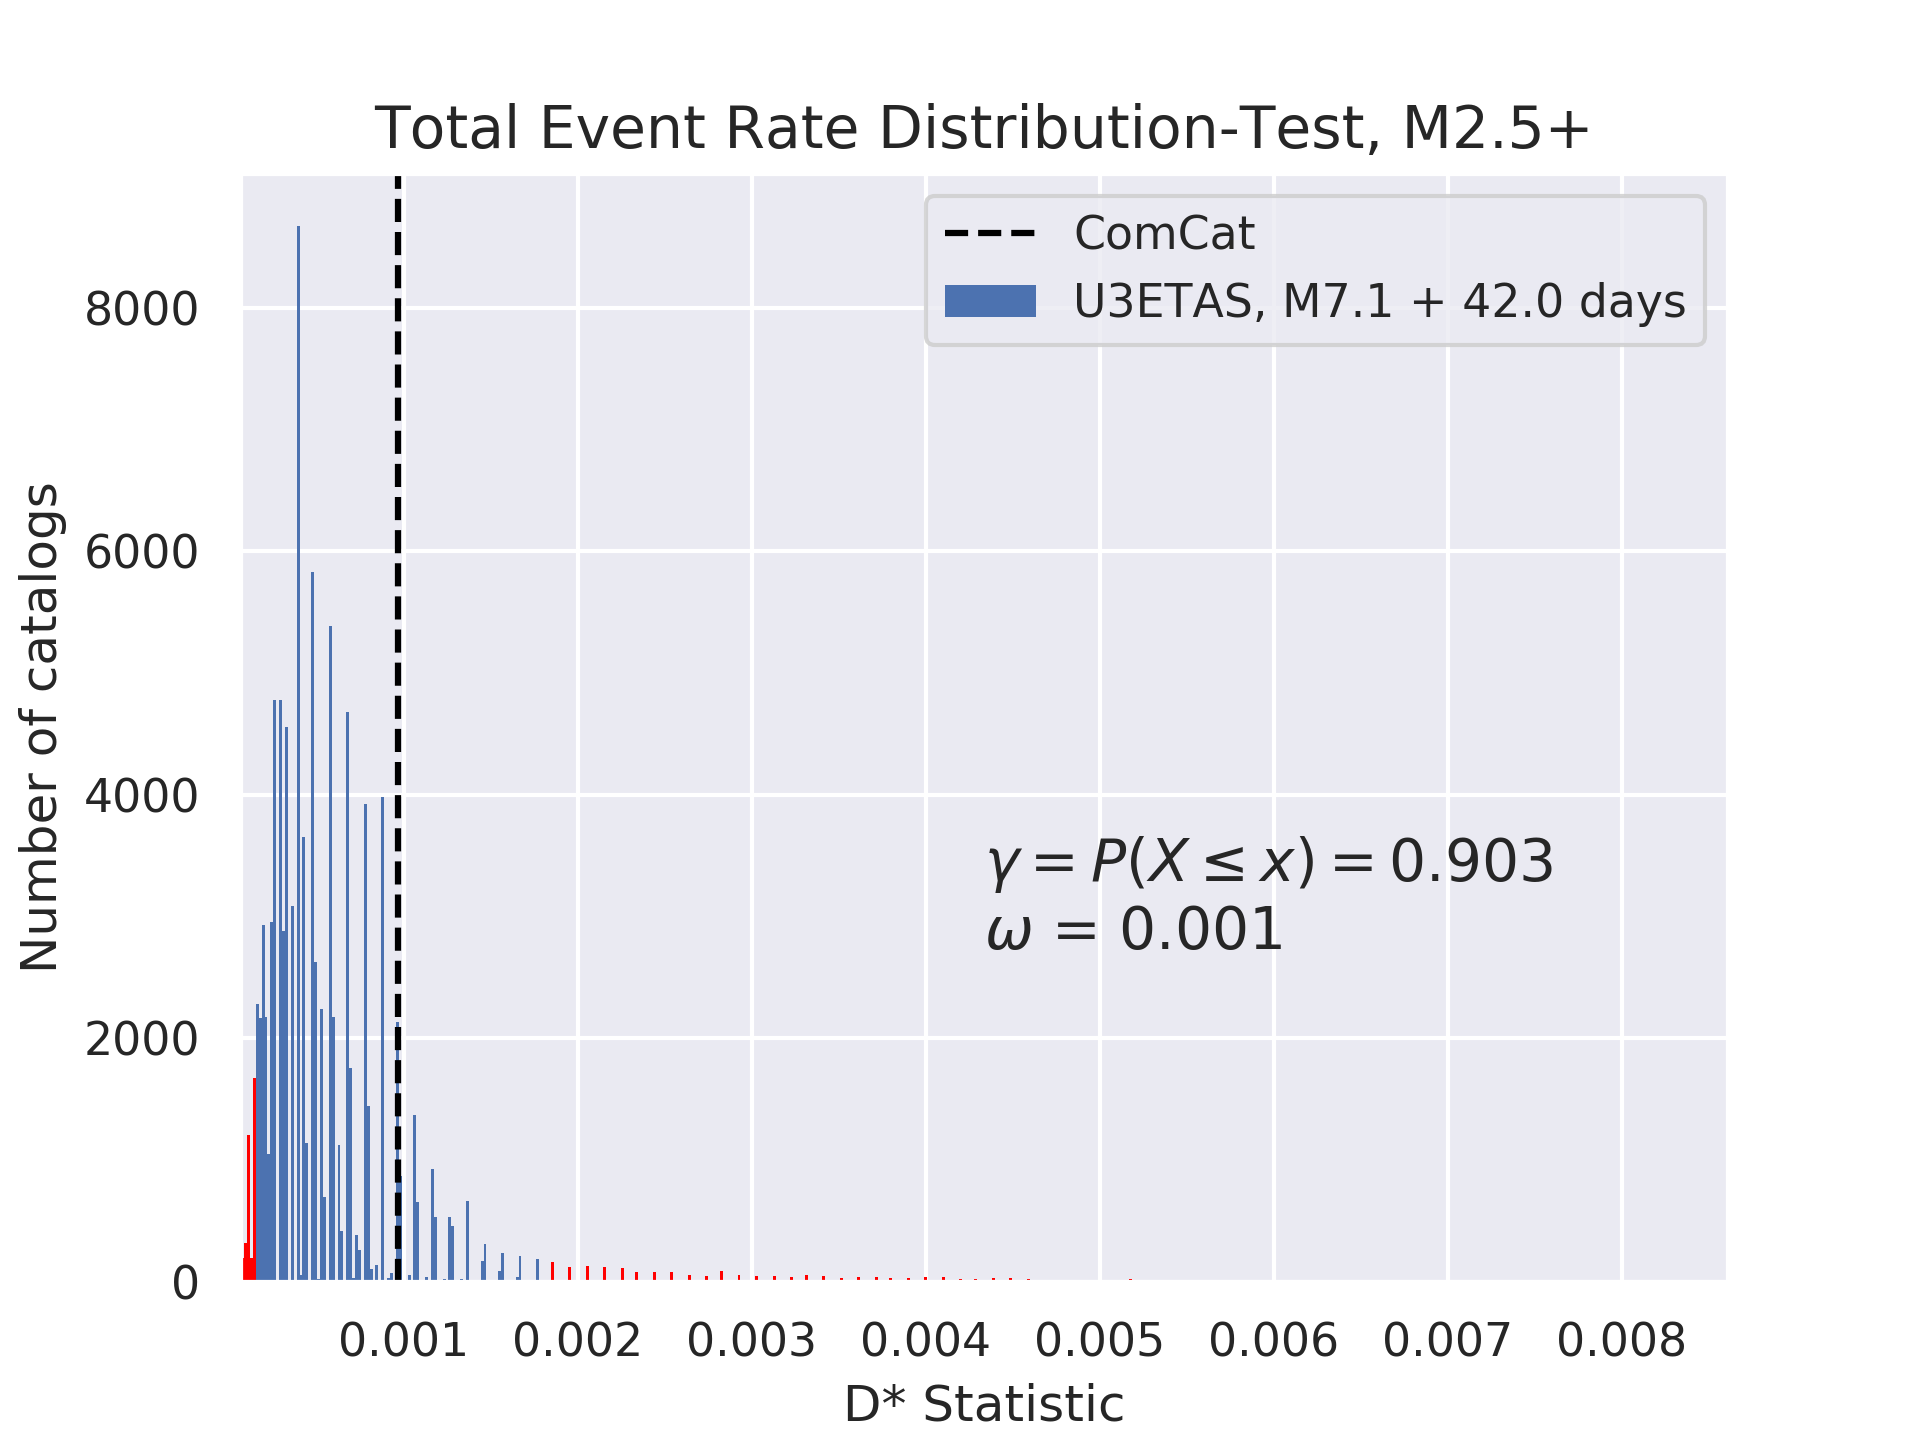 Total Event Rate Distribution-Test, M2.5+
ComCat
U3ETAS, M7.1 + 42.0 days
8000
6000
4000
2000
0
Number of catalogs
γ = P(X ≤ x) = 0.903
ω = 0.001
0.001 0.002 0.003 0.004 0.005 0.006 0.007 0.008
D* Statistic